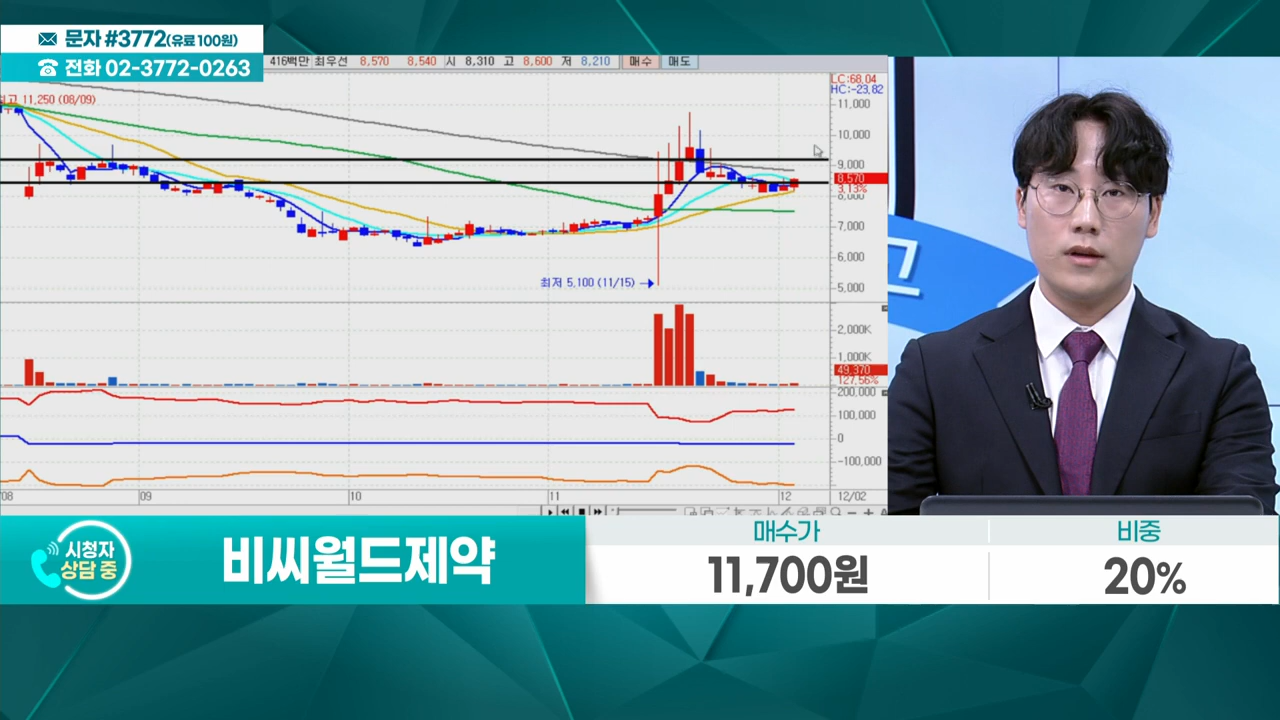 문자 #3772(유료 100원)
전화 02-3772-0263
416백만 최우선 8,570 8,540 시 8,310 고 8,600 저 8,210 매수 매도
최고 11,250 (08/09)
LC:68.04
HC:-23.82
11,000
10,000
9,000
8,570
3.13%
8,000
7,000
6,000
5,000
최저 5,100 (11/15)
2,000K
1,000K
49,370
127.56%
200,000
100,000
0
-100,000
08 09 10 11 12 12/02
시청자
상담 중
비씨월드제약
매수가 비중
11,700원 20%